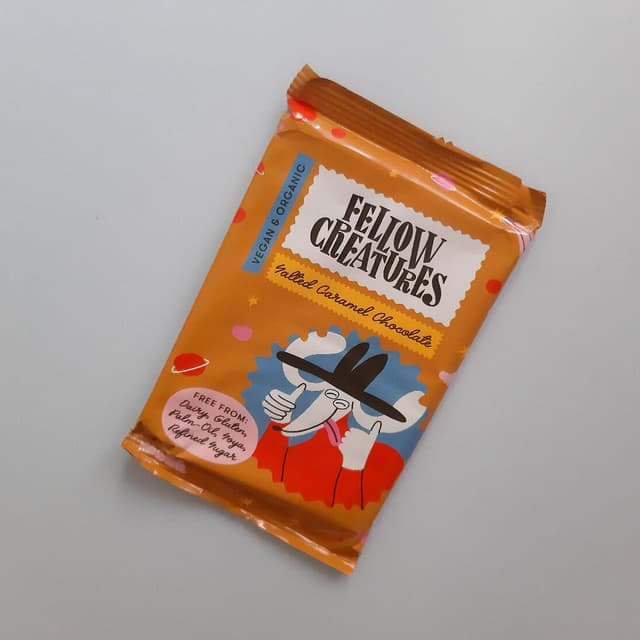 VEGAN & ORGANIC
FELLOW
CREATURES
Salted Caramel Chocolate
FREE FROM:
Dairy, Gluten,
Palm-Oil, Soya,
Refined Sugar